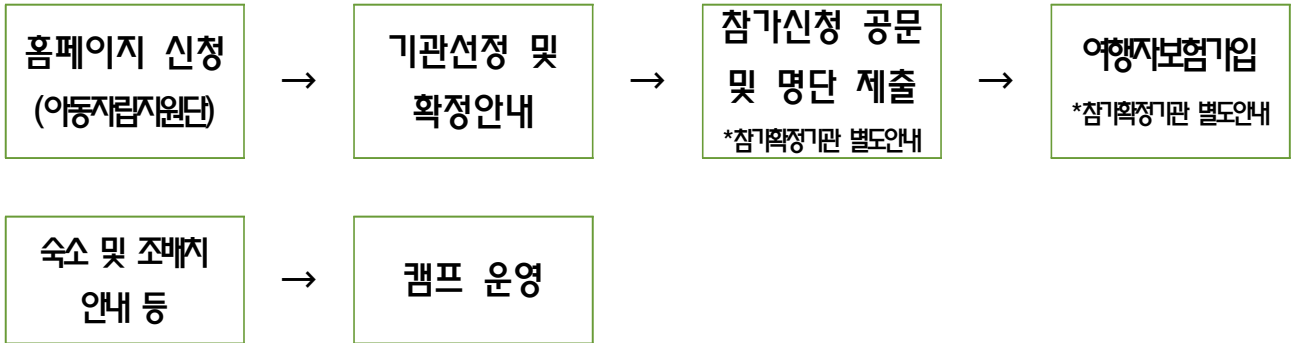 홈페이지 신청
(아동자립지원단)
→
기관선정 및
확정안내
→
참가신청 공문
및 명단 제출
*참가확정기관 별도안내
→
여행자보험가입
*참가확정기관 별도안내
숙소 및 조배치
안내 등
→
캠프 운영